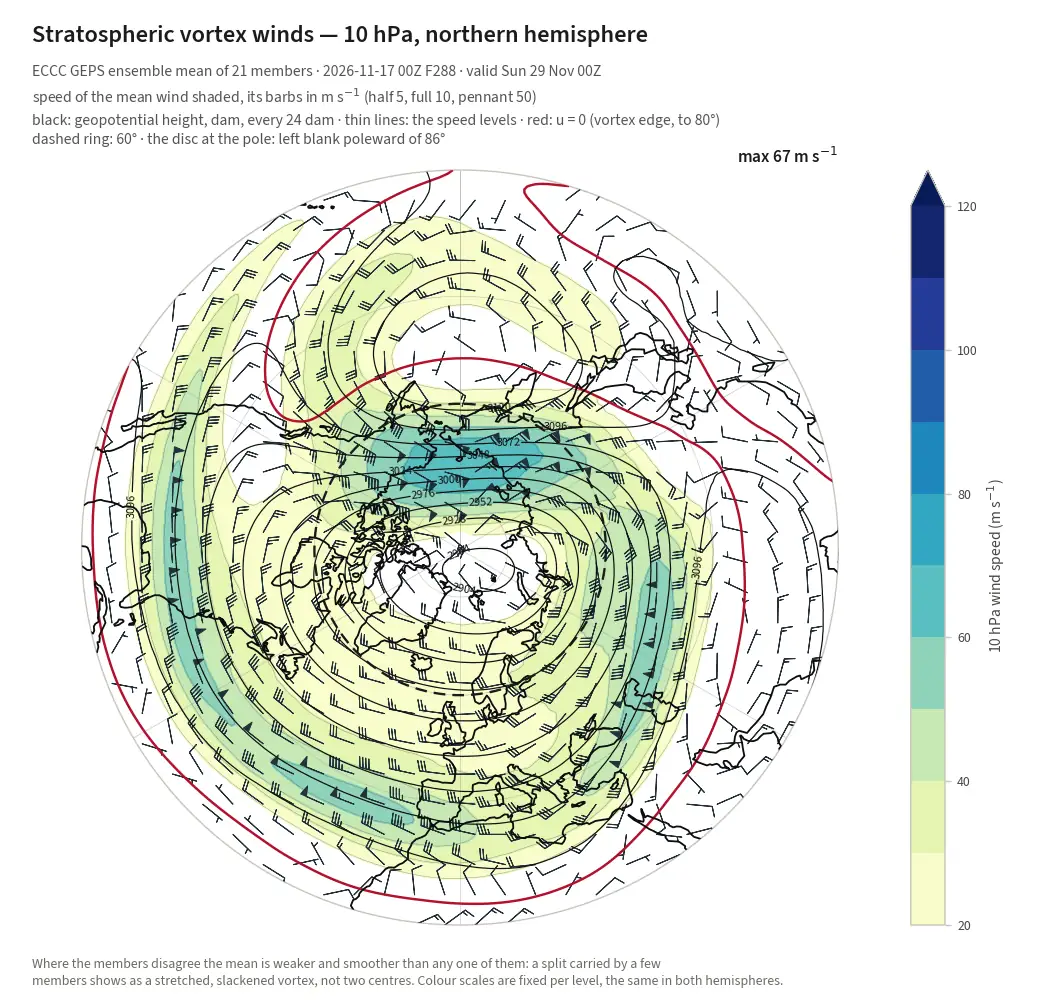 Stratospheric vortex winds — 10 hPa, northern hemisphere
ECCC GEPS ensemble mean of 21 members · 2026-11-17 00Z F288 · valid Sun 29 Nov 00Z
speed of the mean wind shaded, its barbs in m s⁻¹ (half 5, full 10, pennant 50)
black: geopotential height, dam, every 24 dam · thin lines: the speed levels · red: u = 0 (vortex edge, to 80°)
dashed ring: 60° · the disc at the pole: left blank poleward of 86°
max 67 m s⁻¹
120
100
80
60
40
20
10 hPa wind speed (m s⁻¹)
3096
3072
3048
3024
3000
2976
2952
2928
2904
3096
3096
Where the members disagree the mean is weaker and smoother than any one of them: a split carried by a few
members shows as a stretched, slackened vortex, not two centres. Colour scales are fixed per level, the same in both hemispheres.